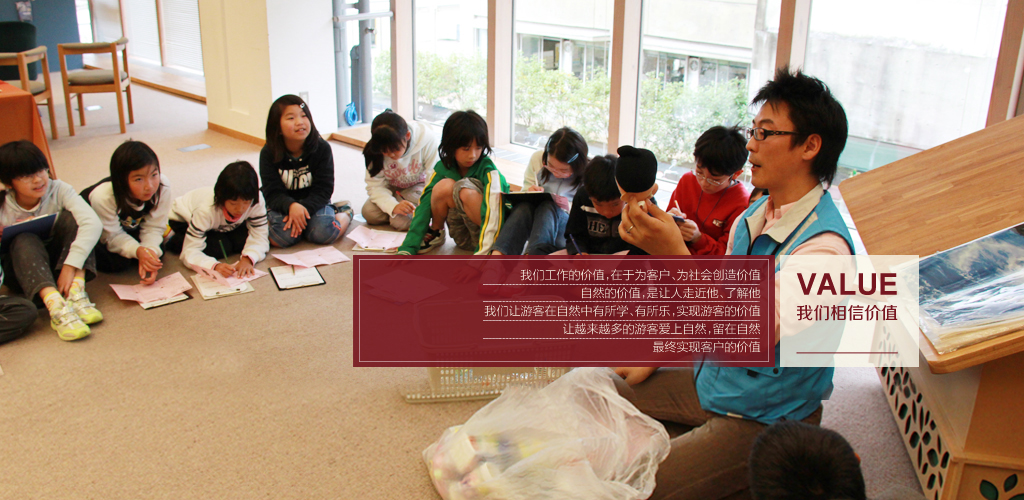 我们工作的价值,在于为客户、为社会创造价值
自然的价值,是让人走近他、了解他
我们让游客在自然中有所学、有所乐,实现游客的价值
让越来越多的游客爱上自然,留在自然
最终实现客户的价值
VALUE
我们相信价值